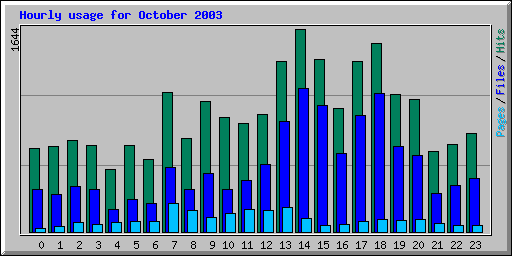 Hourly usage for October 2003
1644
Pages / Files / Hits
0 1 2 3 4 5 6 7 8 9 10 11 12 13 14 15 16 17 18 19 20 21 22 23